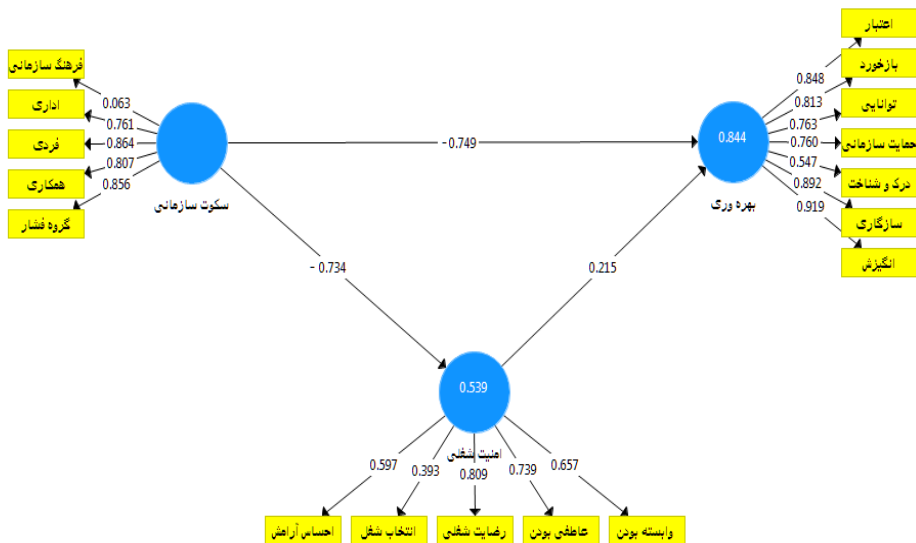 اعتبار
بازخورد
توانایی
حمایت سازمانی
درک و شناخت
سازگاری
انگیزش
0.848
0.813
0.763
0.760
0.547
0.892
0.919
0.844
بهره وری
فرهنگ سازمانی
اداری
فردی
همکاری
گروه فشار
0.063
0.761
0.864
0.807
0.856
سکوت سازمانی
-0.749
-0.734
0.215
0.539
امنیت شغلی
0.597
0.393
0.809
0.739
0.657
احساس آرامش
انتخاب شغل
رضایت شغلی
عاطفی بودن
وابسته بودن